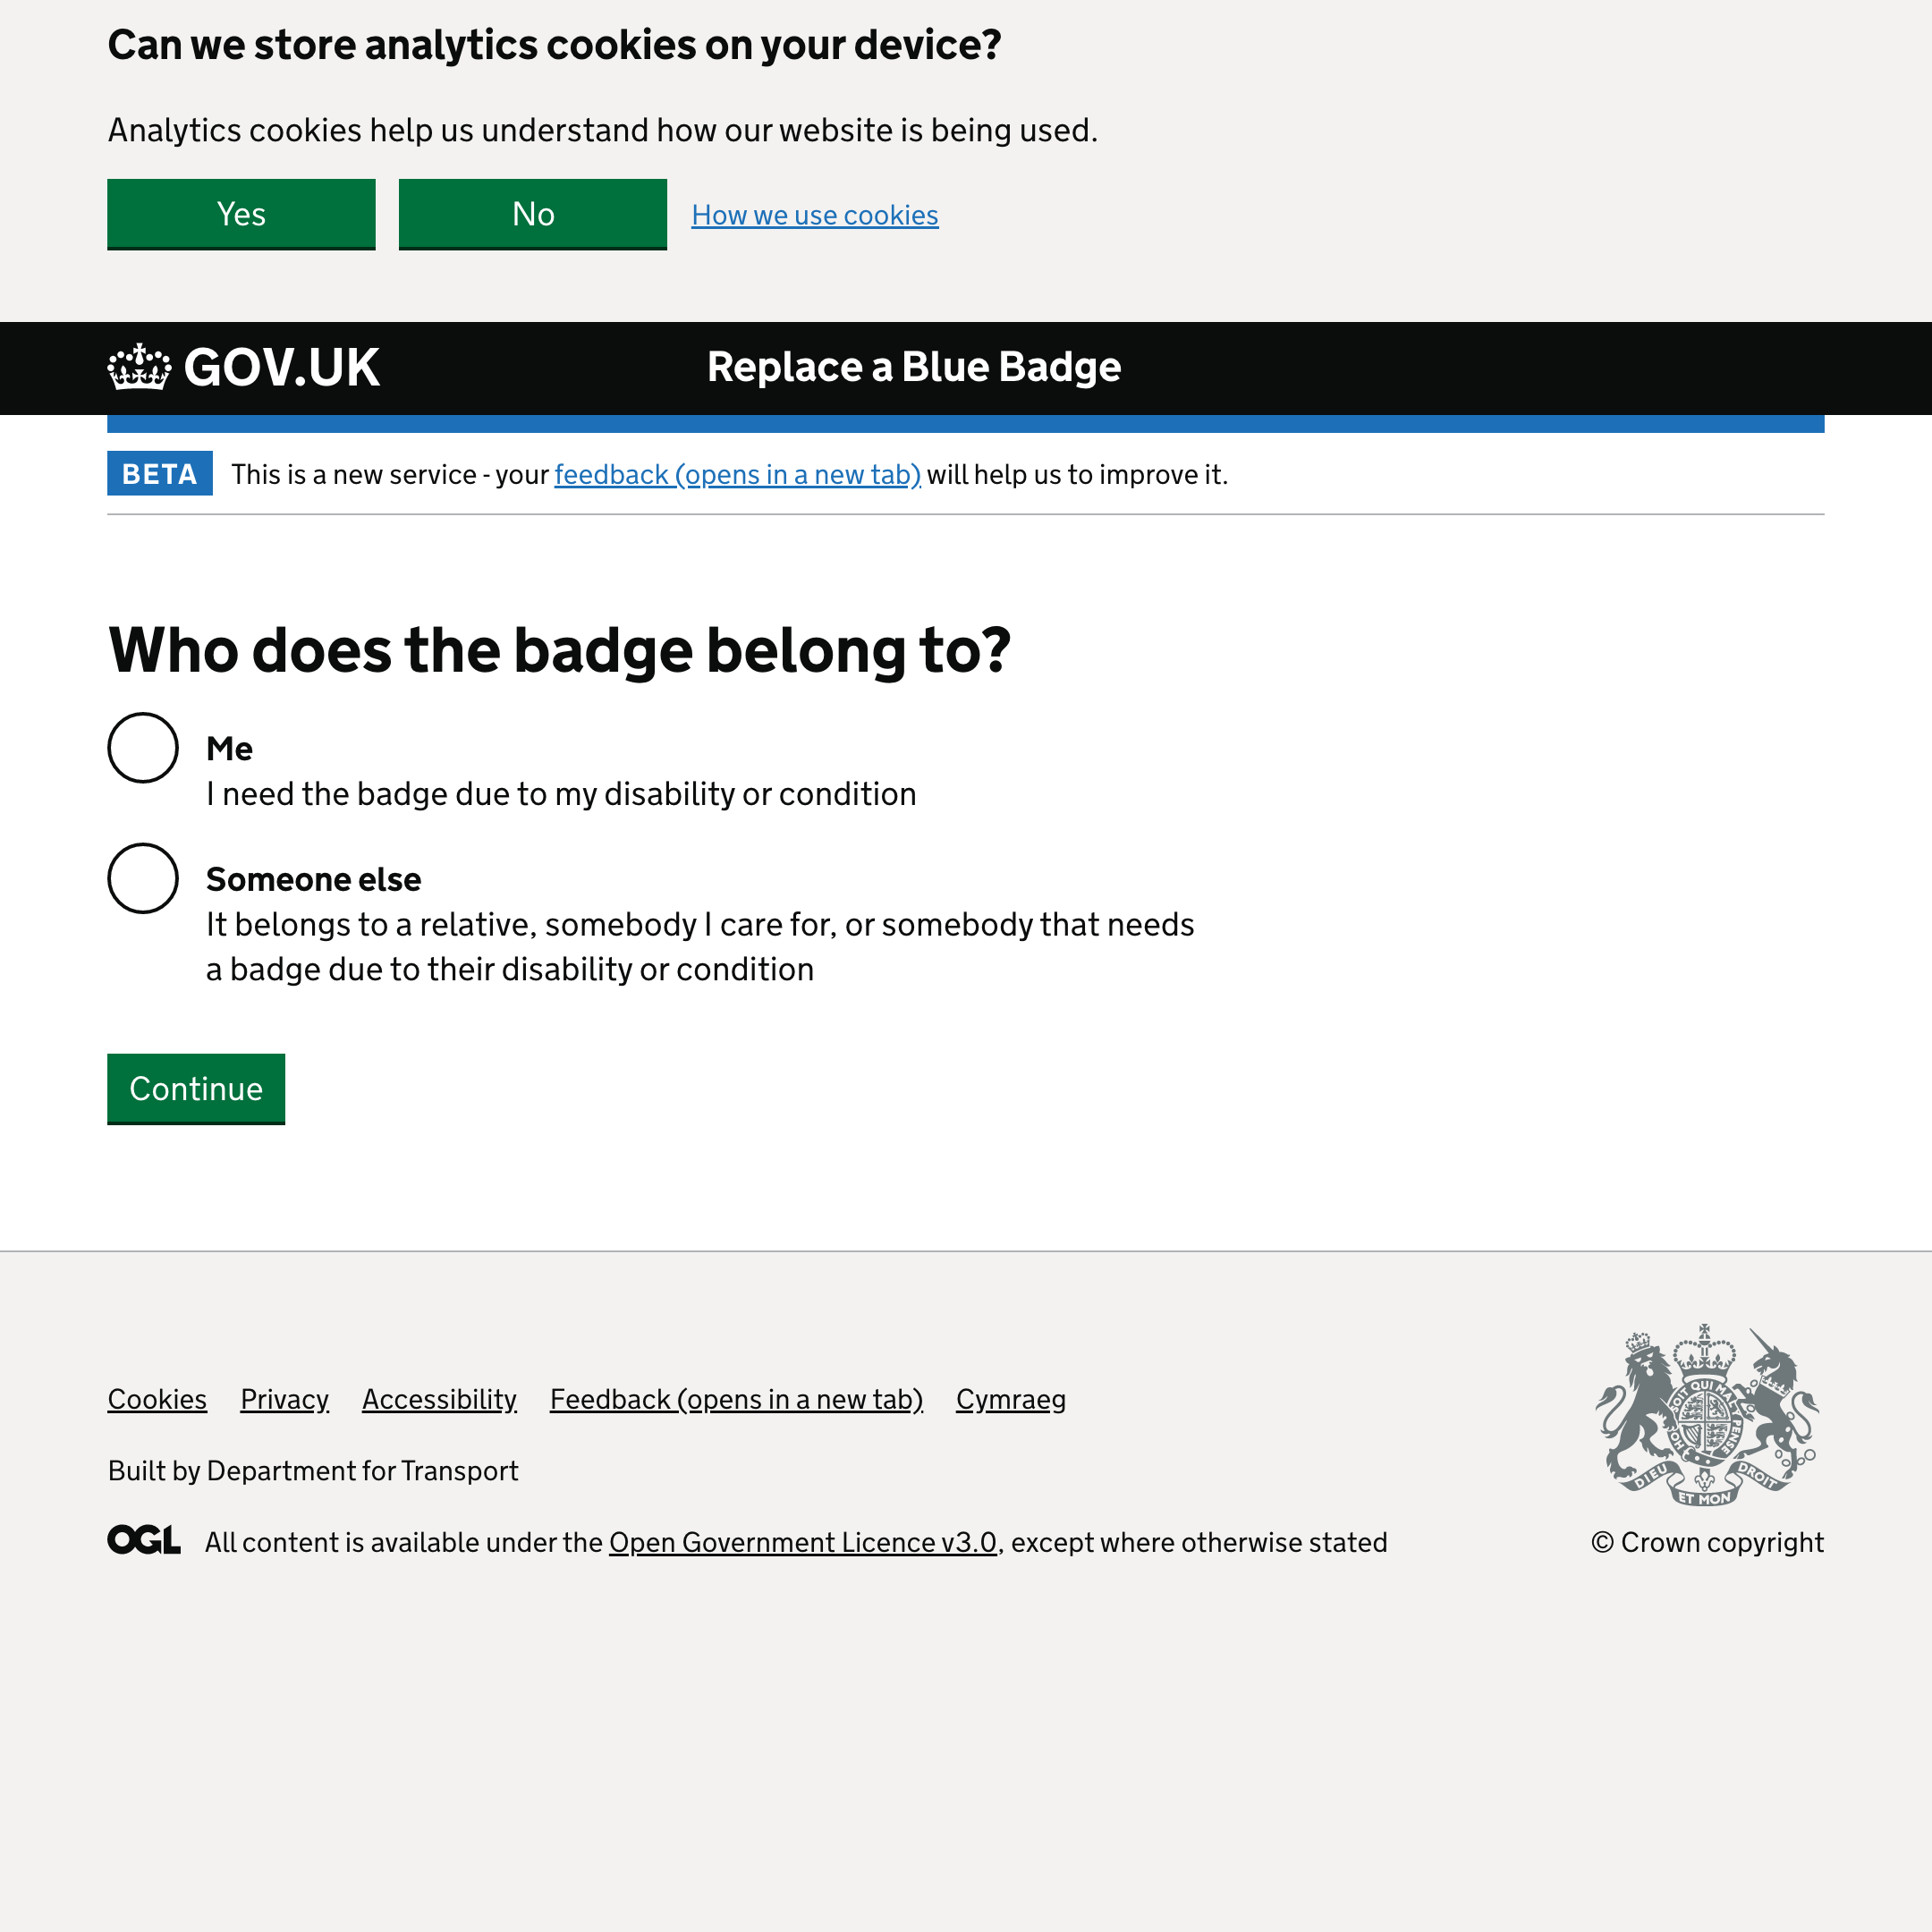 Can we store analytics cookies on your device?
Analytics cookies help us understand how our website is being used.
Yes No How we use cookies
GOV.UK Replace a Blue Badge
BETA This is a new service - your feedback (opens in a new tab) will help us to improve it.
Who does the badge belong to?
Me
I need the badge due to my disability or condition
Someone else
It belongs to a relative, somebody I care for, or somebody that needs
a badge due to their disability or condition
Continue
Cookies Privacy Accessibility Feedback (opens in a new tab) Cymraeg
Built by Department for Transport
OGL All content is available under the Open Government Licence v3.0, except where otherwise stated
SOIT QUI MAL Y PENSE
DIEU ET MON DROIT
© Crown copyright